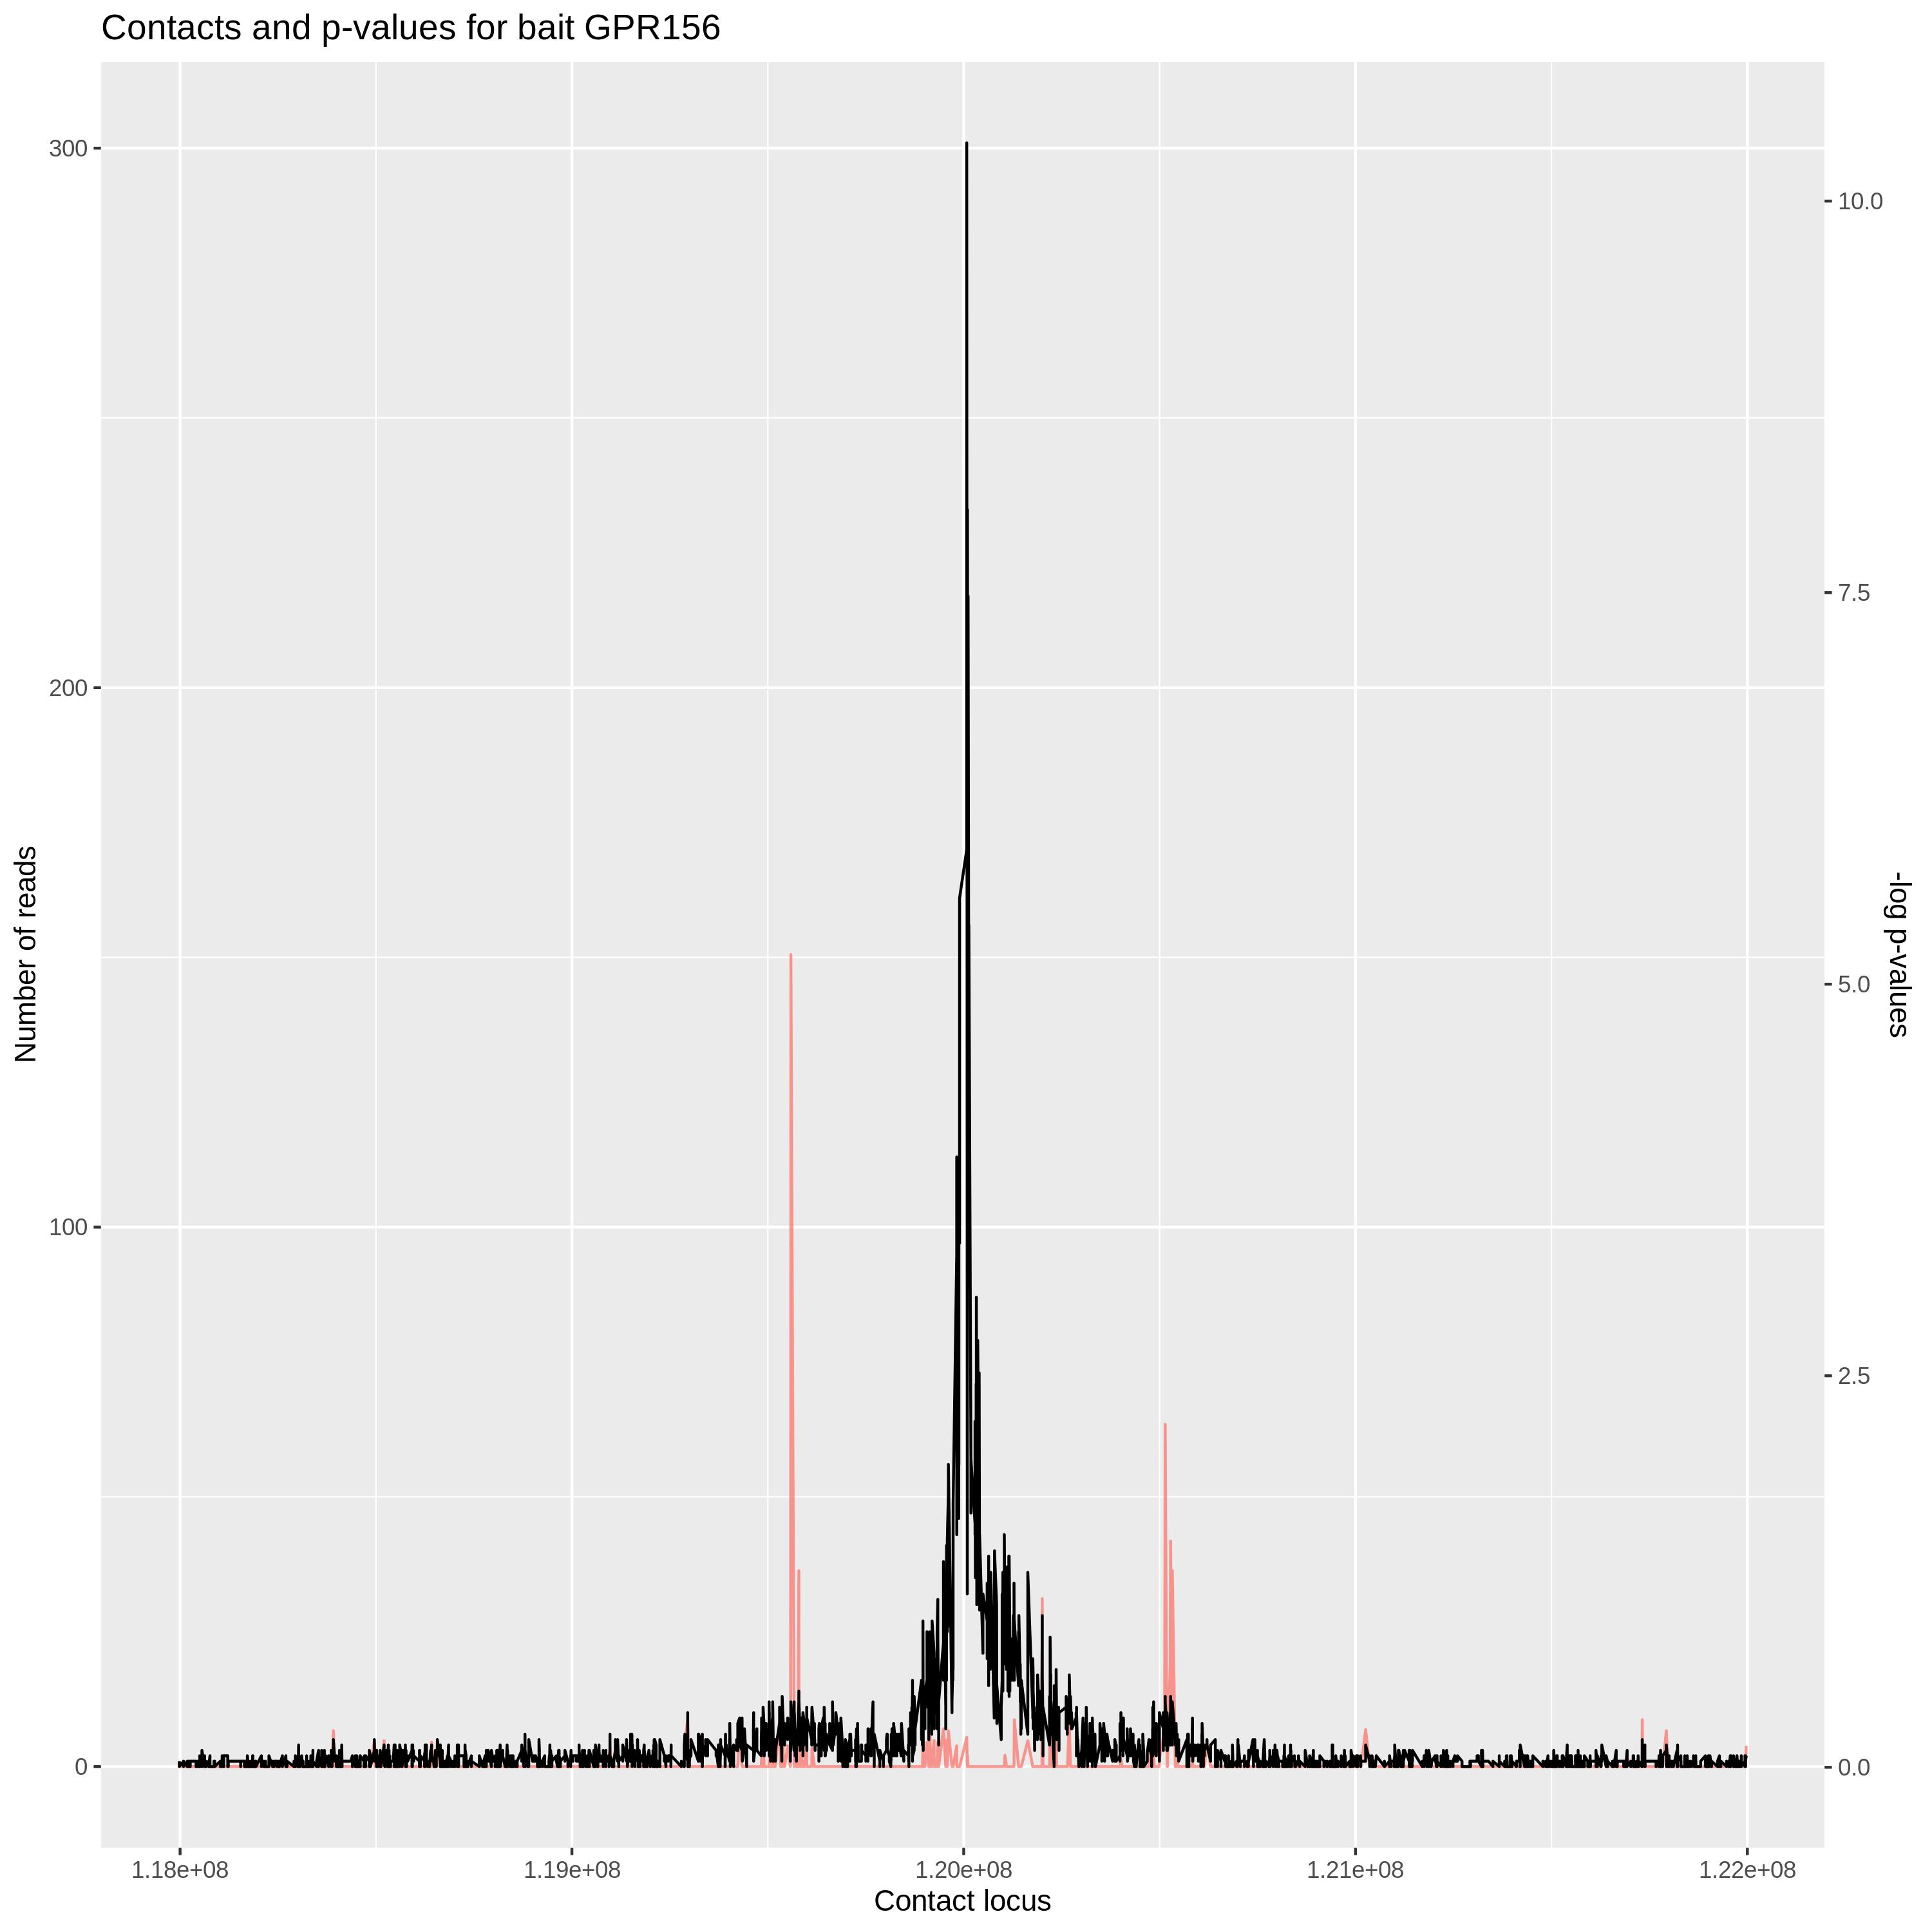 Contacts and p-values for bait GPR156
300
200
100
0
Number of reads
10.0
7.5
5.0
2.5
0.0
-log p-values
1.18e+08
1.19e+08
1.20e+08
1.21e+08
1.22e+08
Contact locus